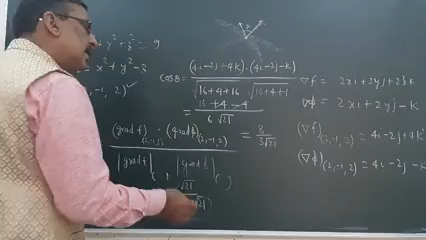 + y² + z² = 9
= x² + y² - 3
, -1, 2)
cos θ = (4i - 2j + 4k) · (4i - 2j - k)
√16 + 4 + 16 √16 + 4 + 1
= 16 + 4 - 4
6 √21
(grad f)(2, -1, 2) · (grad ϕ)(2, -1, 2) = 8
3√21
|grad f|( , |grad ϕ|( )
√21
∇f = 2xi + 2yj + 2zk
∇ϕ = 2xi + 2yj - k
(∇f)(2, -1, 2) = 4i - 2j + 4k
(∇ϕ)(2, -1, 2) = 4i - 2j - k